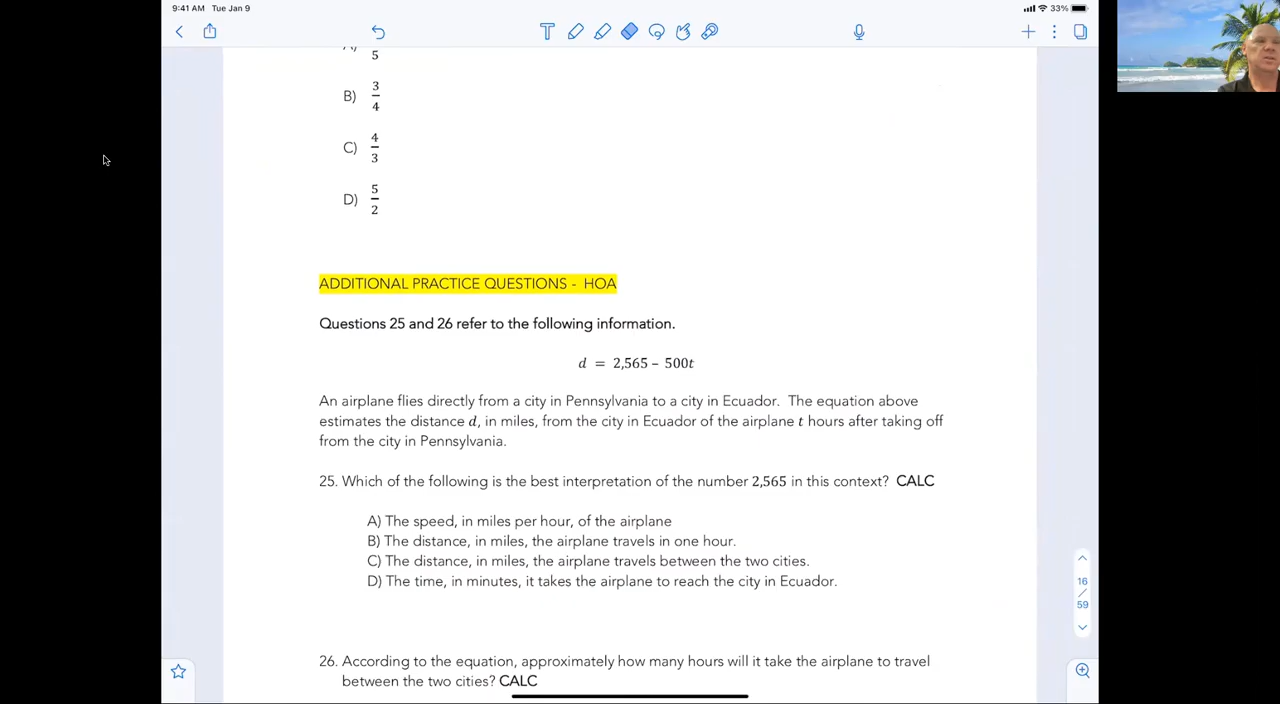 9:41 AM Tue Jan 9
33%
5
B) 3/4
C) 4/3
D) 5/2
ADDITIONAL PRACTICE QUESTIONS - HOA
Questions 25 and 26 refer to the following information.
d = 2,565 – 500t
An airplane flies directly from a city in Pennsylvania to a city in Ecuador. The equation above
estimates the distance d, in miles, from the city in Ecuador of the airplane t hours after taking off
from the city in Pennsylvania.
25. Which of the following is the best interpretation of the number 2,565 in this context? CALC
A) The speed, in miles per hour, of the airplane
B) The distance, in miles, the airplane travels in one hour.
C) The distance, in miles, the airplane travels between the two cities.
D) The time, in minutes, it takes the airplane to reach the city in Ecuador.
16
/
59
26. According to the equation, approximately how many hours will it take the airplane to travel
between the two cities? CALC